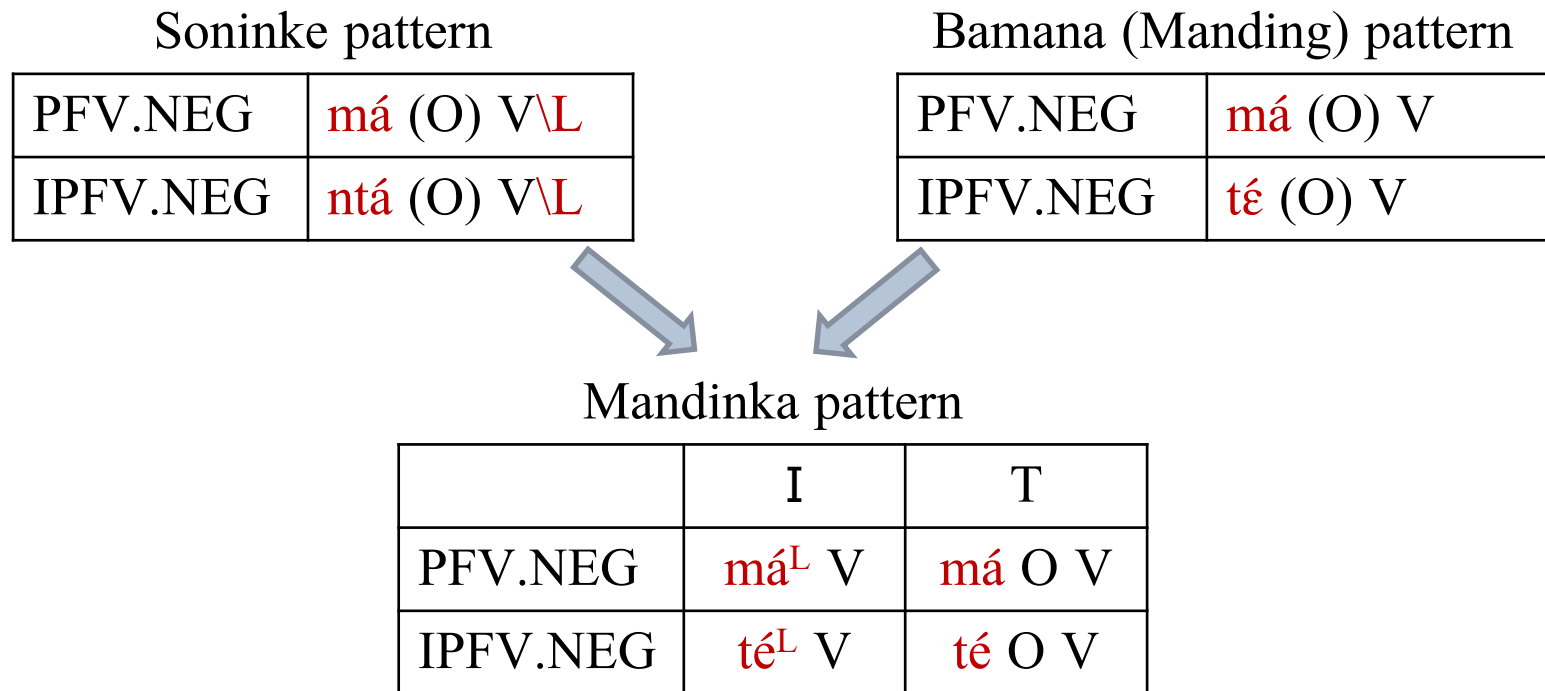 Soninke pattern
PFV.NEG má (O) V\L
IPFV.NEG ntá (O) V\L
Bamana (Manding) pattern
PFV.NEG má (O) V
IPFV.NEG tɛ́ (O) V
Mandinka pattern
I T
PFV.NEG máᴸ V má O V
IPFV.NEG téᴸ V té O V